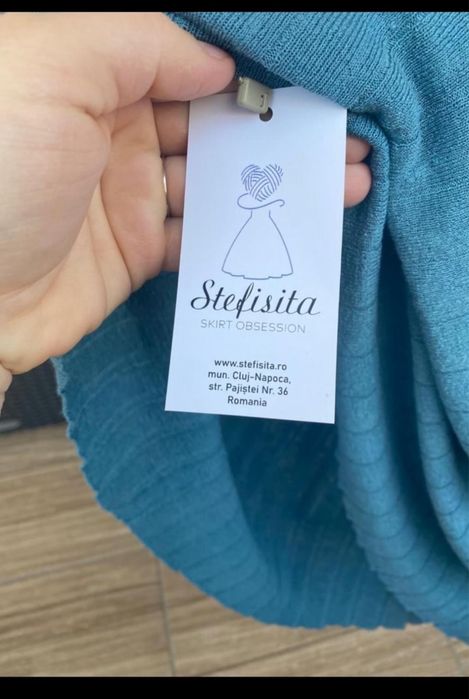 Stefisita
SKIRT OBSESSION
www.stefisita.ro
mun. Cluj-Napoca,
str. Pajiștei Nr. 36
Romania